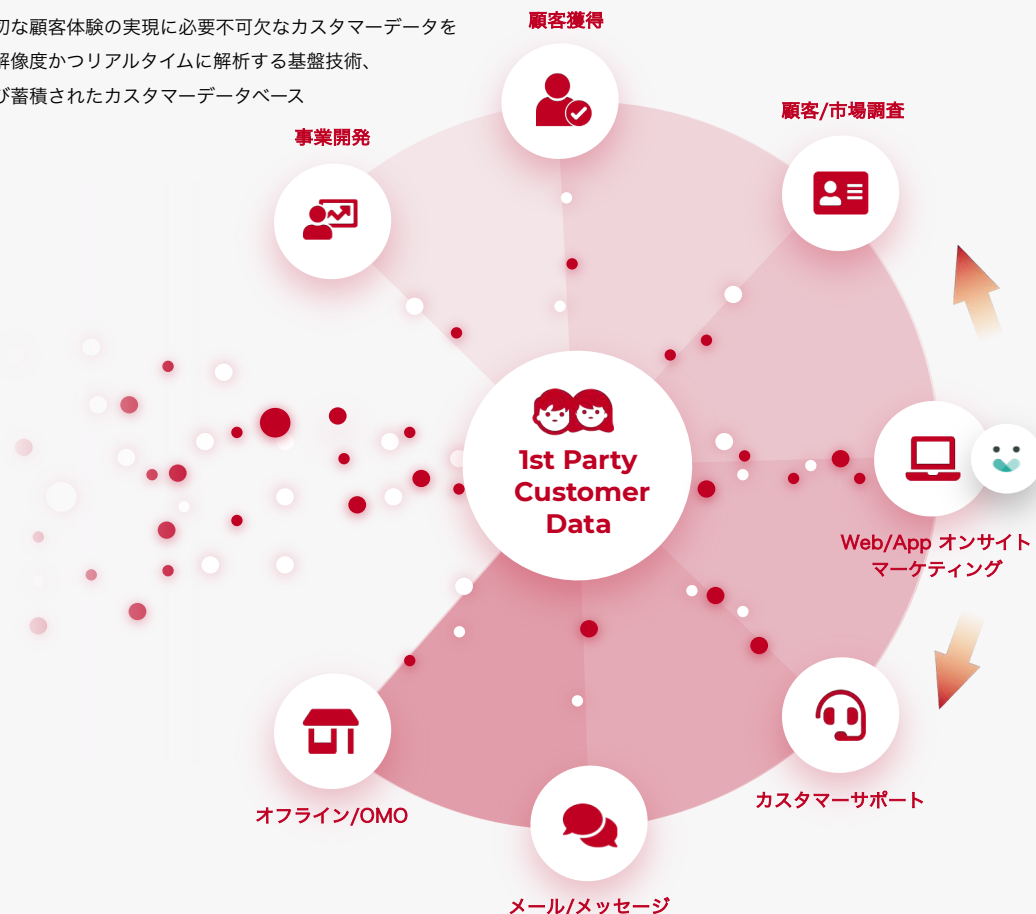 切な顧客体験の実現に必要不可欠なカスタマーデータを
解像度かつリアルタイムに解析する基盤技術、
び蓄積されたカスタマーデータベース
顧客獲得
顧客/市場調査
事業開発
1st Party
Customer
Data
Web/App オンサイト
マーケティング
カスタマーサポート
オフライン/OMO
メール/メッセージ